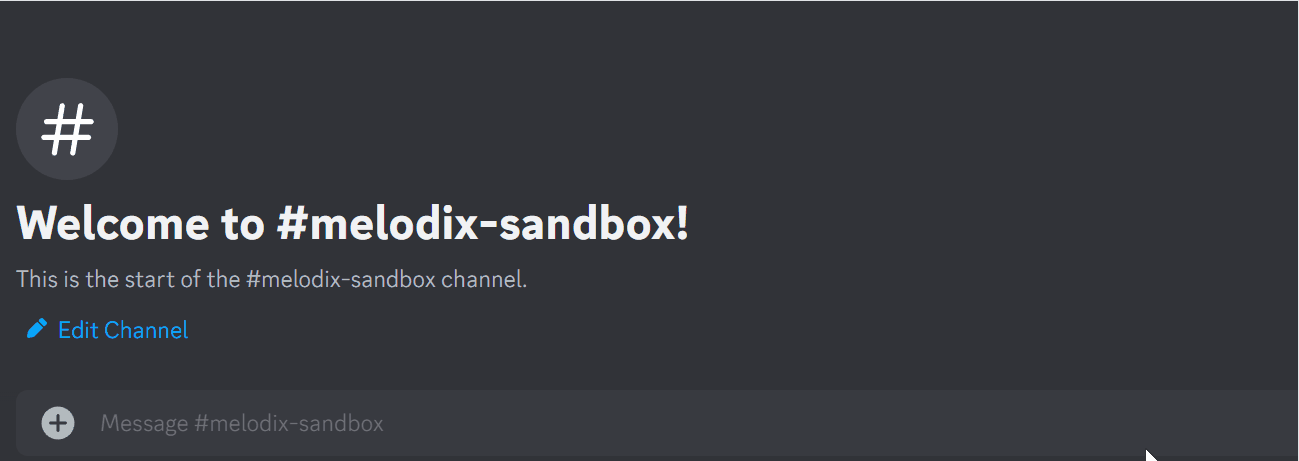 #
Welcome to #melodix-sandbox!
This is the start of the #melodix-sandbox channel.
Edit Channel
Message #melodix-sandbox